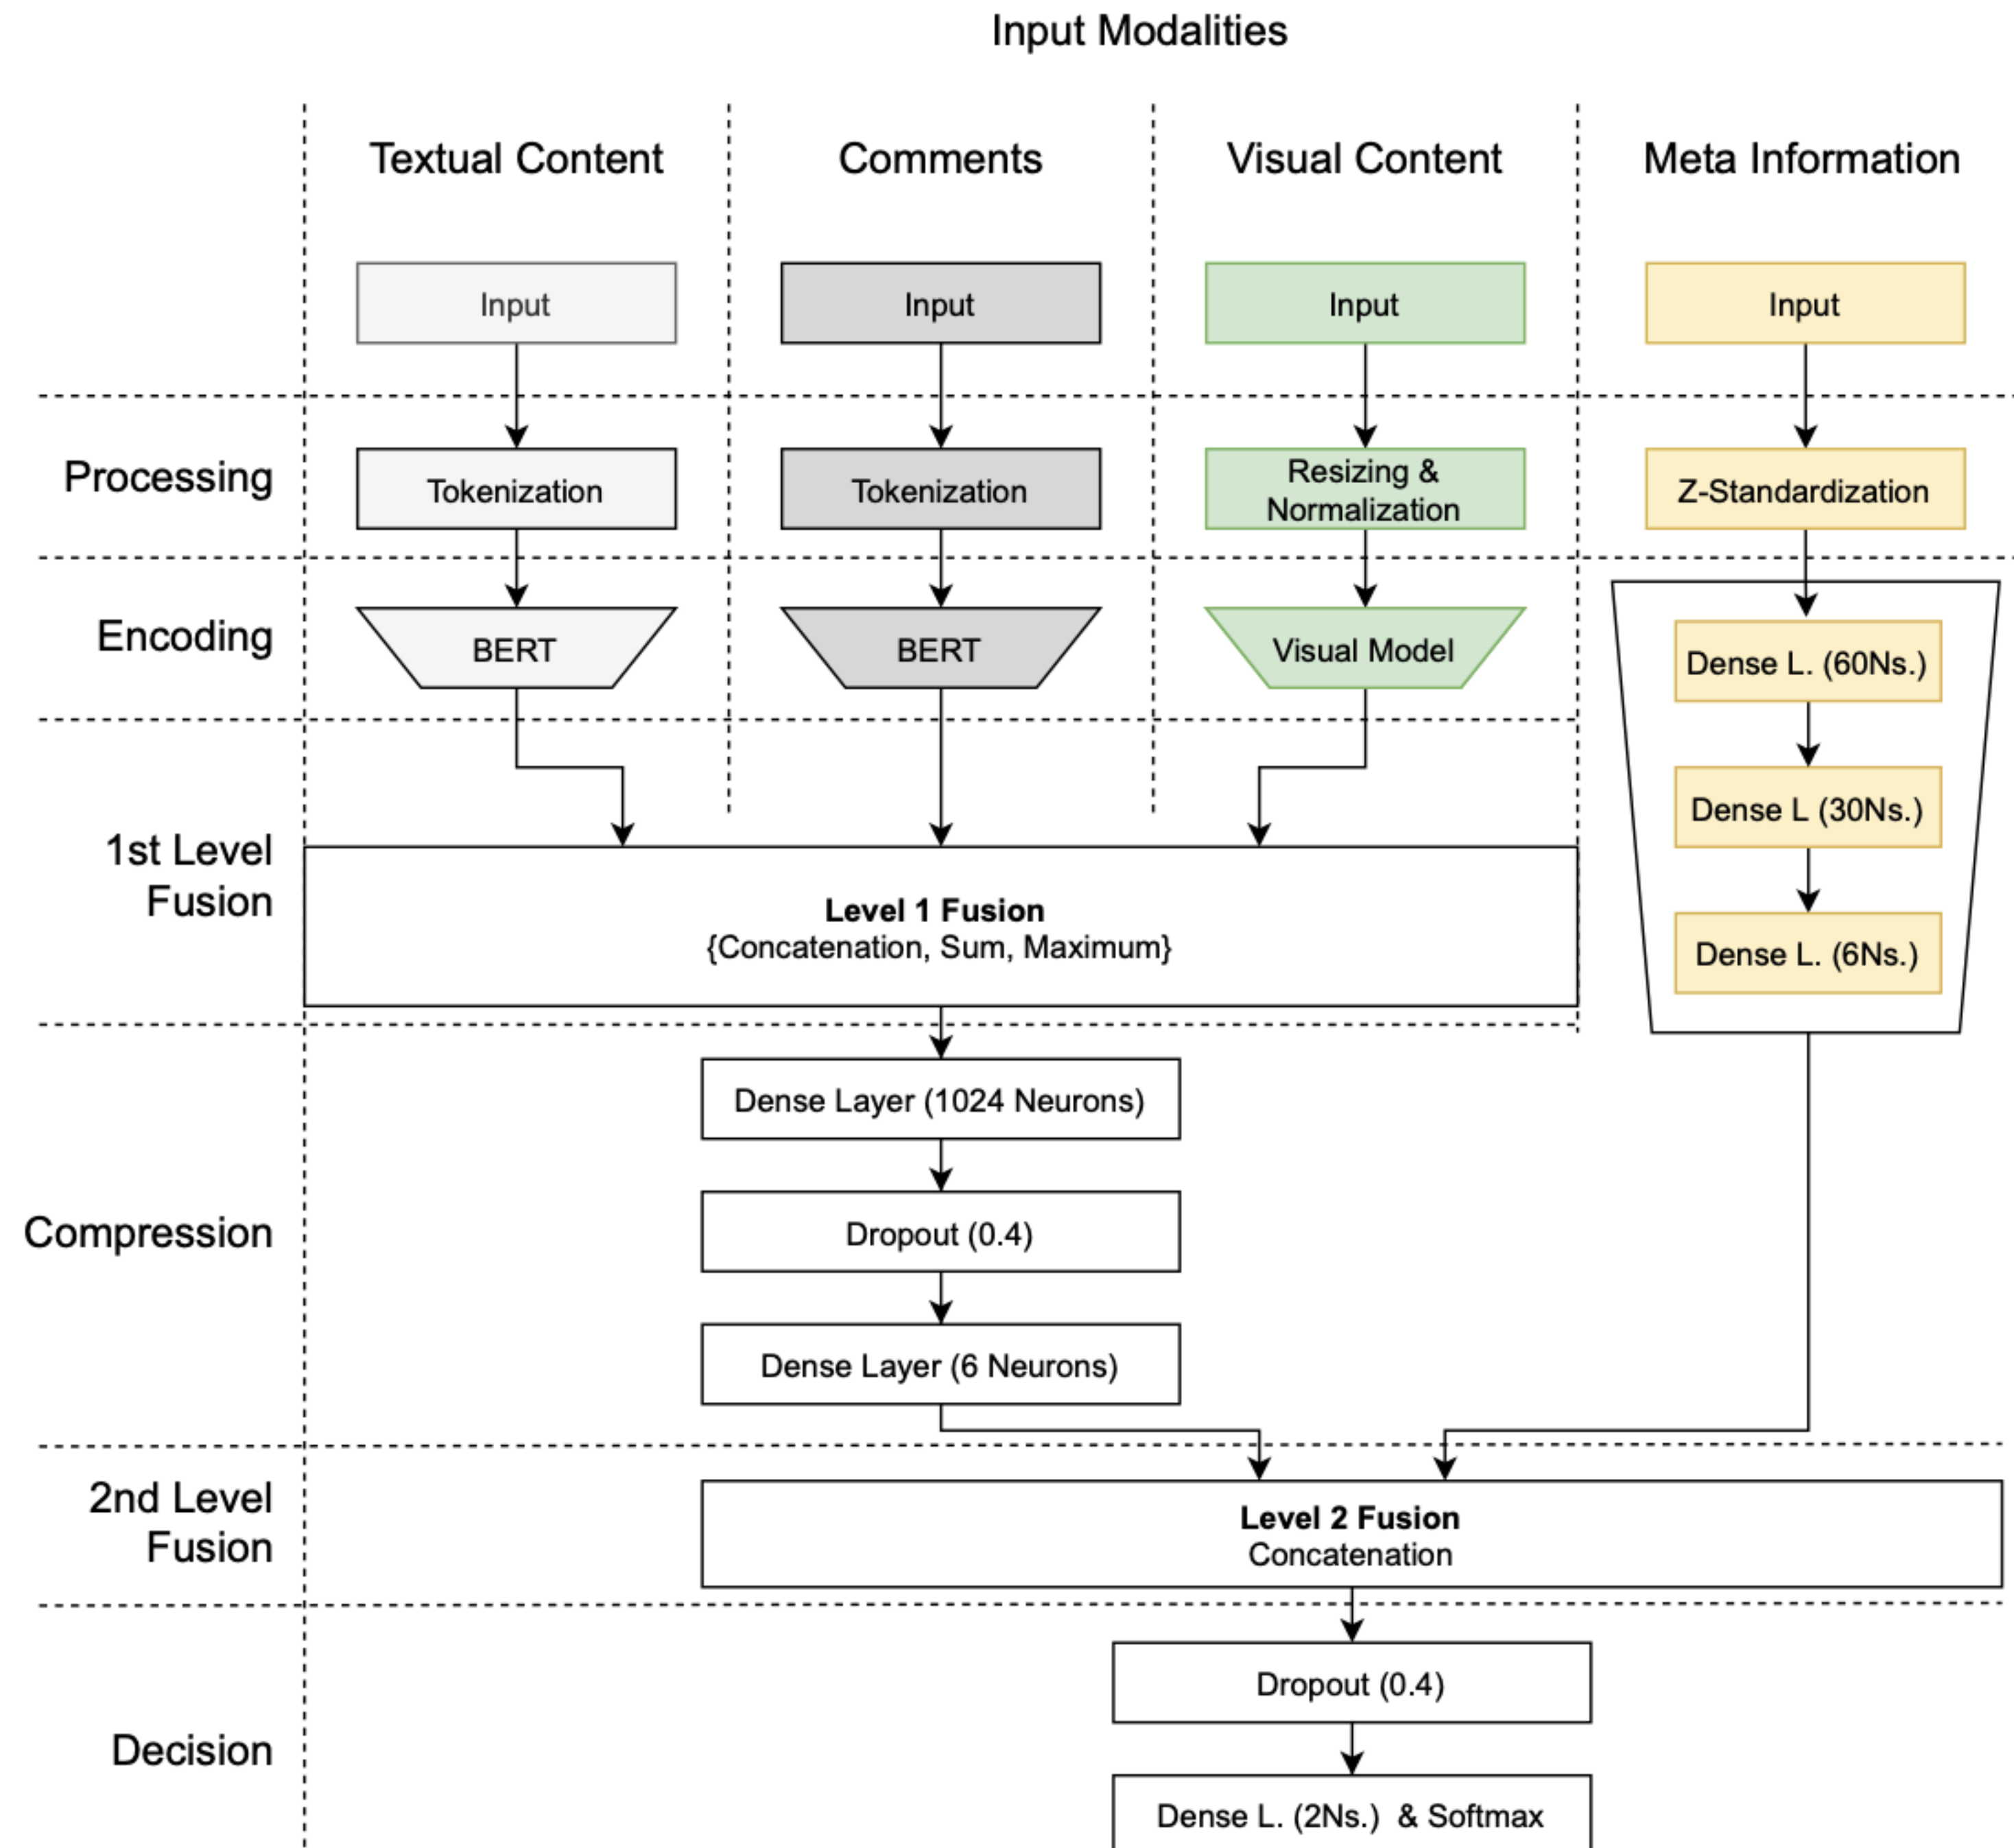 Input Modalities
Textual Content
Comments
Visual Content
Meta Information
Input
Input
Input
Input
Processing
Tokenization
Tokenization
Resizing &
Normalization
Z-Standardization
Encoding
BERT
BERT
Visual Model
Dense L. (60Ns.)
Dense L (30Ns.)
Dense L. (6Ns.)
1st Level
Fusion
Level 1 Fusion
{Concatenation, Sum, Maximum}
Compression
Dense Layer (1024 Neurons)
Dropout (0.4)
Dense Layer (6 Neurons)
2nd Level
Fusion
Level 2 Fusion
Concatenation
Decision
Dropout (0.4)
Dense L. (2Ns.)  & Softmax